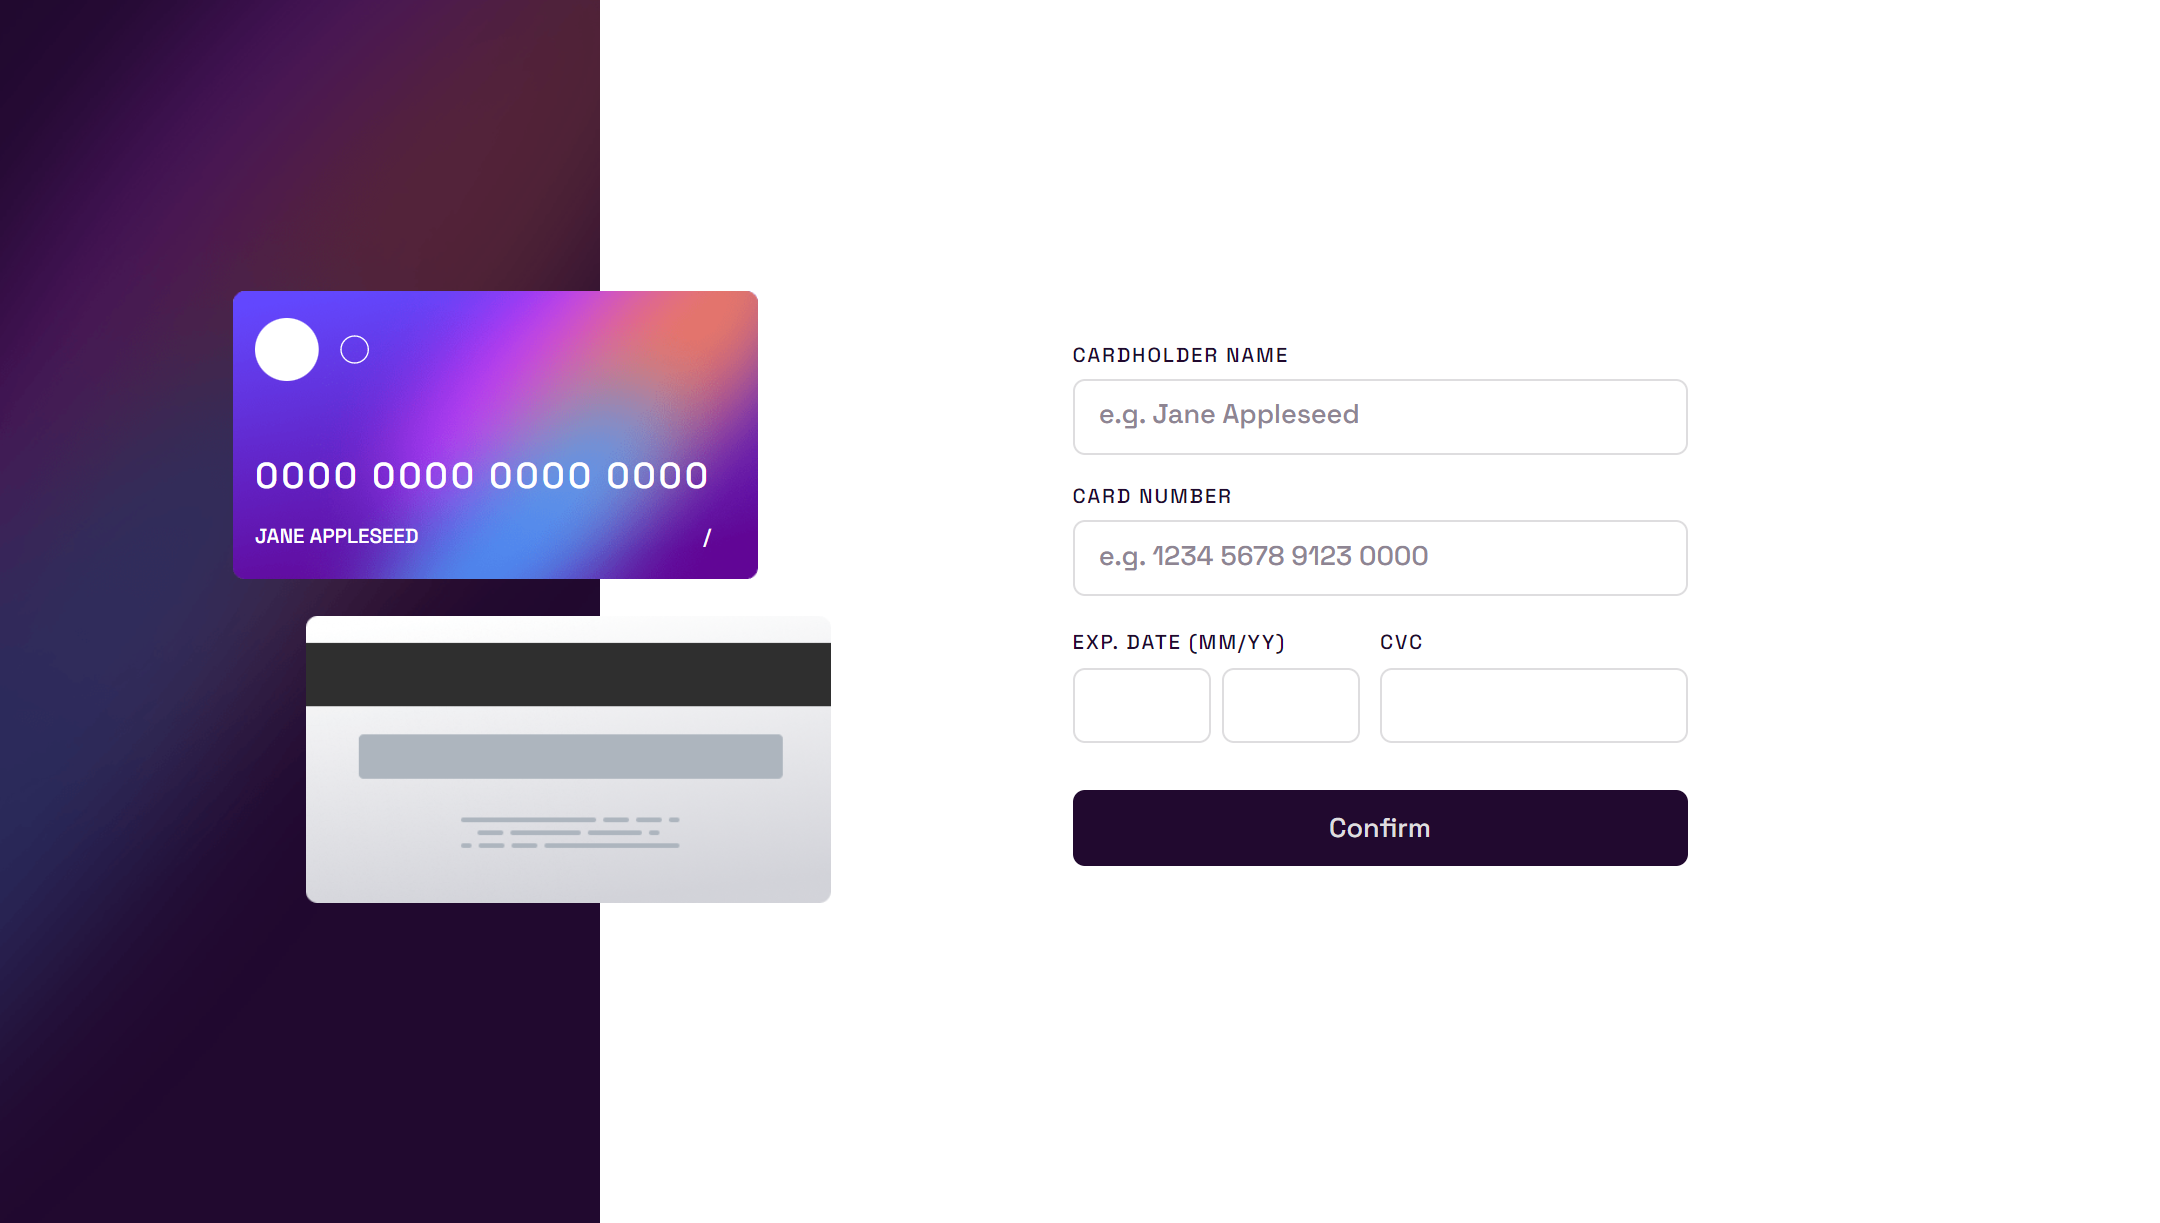 0000 0000 0000 0000
JANE APPLESEED /
CARDHOLDER NAME
e.g. Jane Appleseed
CARD NUMBER
e.g. 1234 5678 9123 0000
EXP. DATE (MM/YY) CVC
Confirm